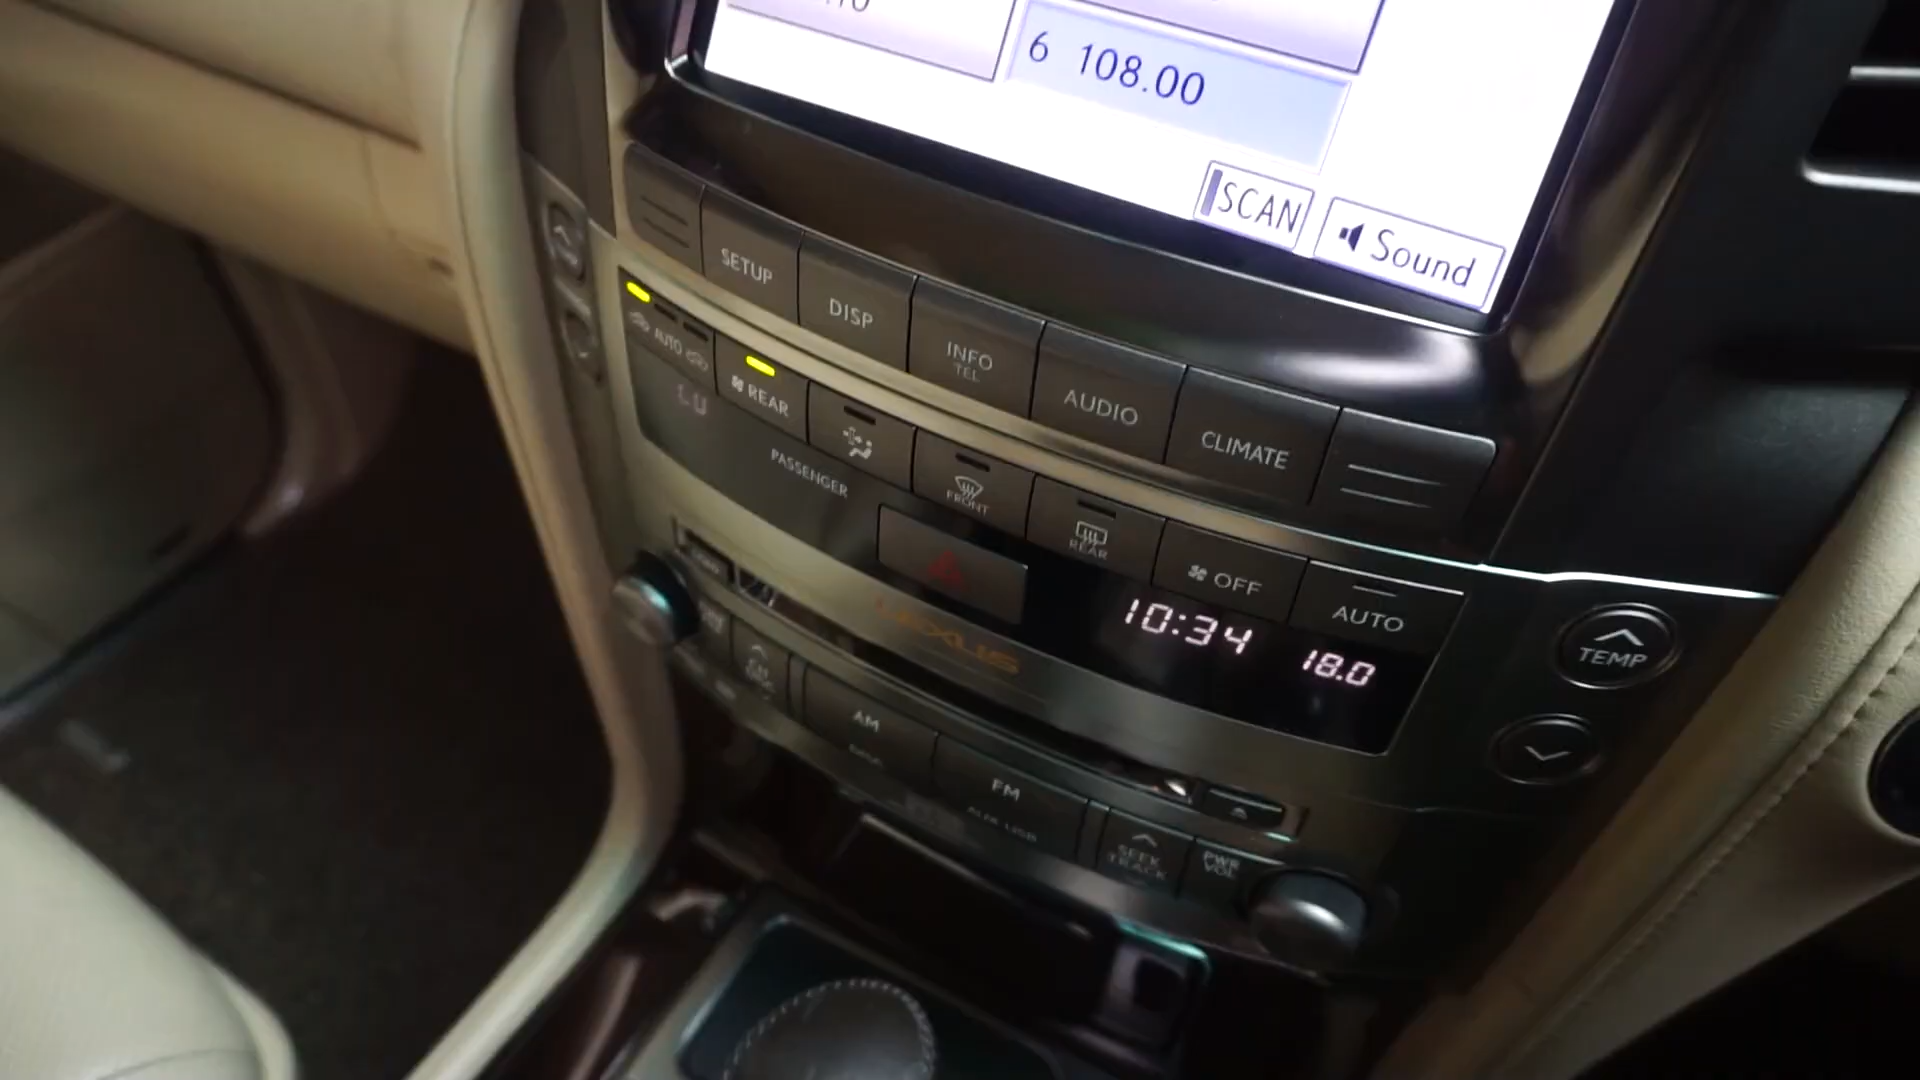 6 108.00
SCAN
Sound
SETUP
DISP
INFO
TEL
AUDIO
CLIMATE
AUTO
REAR
PASSENGER
FRONT
REAR
OFF
AUTO
10:34
18.0
TEMP
LEXUS
AM
FM
SEEK
TRACK
PWR
VOL